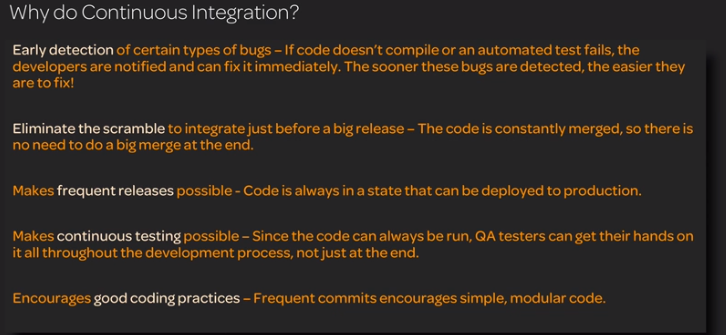 Why do Continuous Integration?
Early detection of certain types of bugs – If code doesn't compile or an automated test fails, the
developers are notified and can fix it immediately. The sooner these bugs are detected, the easier they
are to fix!
Eliminate the scramble to integrate just before a big release – The code is constantly merged, so there is
no need to do a big merge at the end.
Makes frequent releases possible - Code is always in a state that can be deployed to production.
Makes continuous testing possible – Since the code can always be run, QA testers can get their hands on
it all throughout the development process, not just at the end.
Encourages good coding practices – Frequent commits encourages simple, modular code.